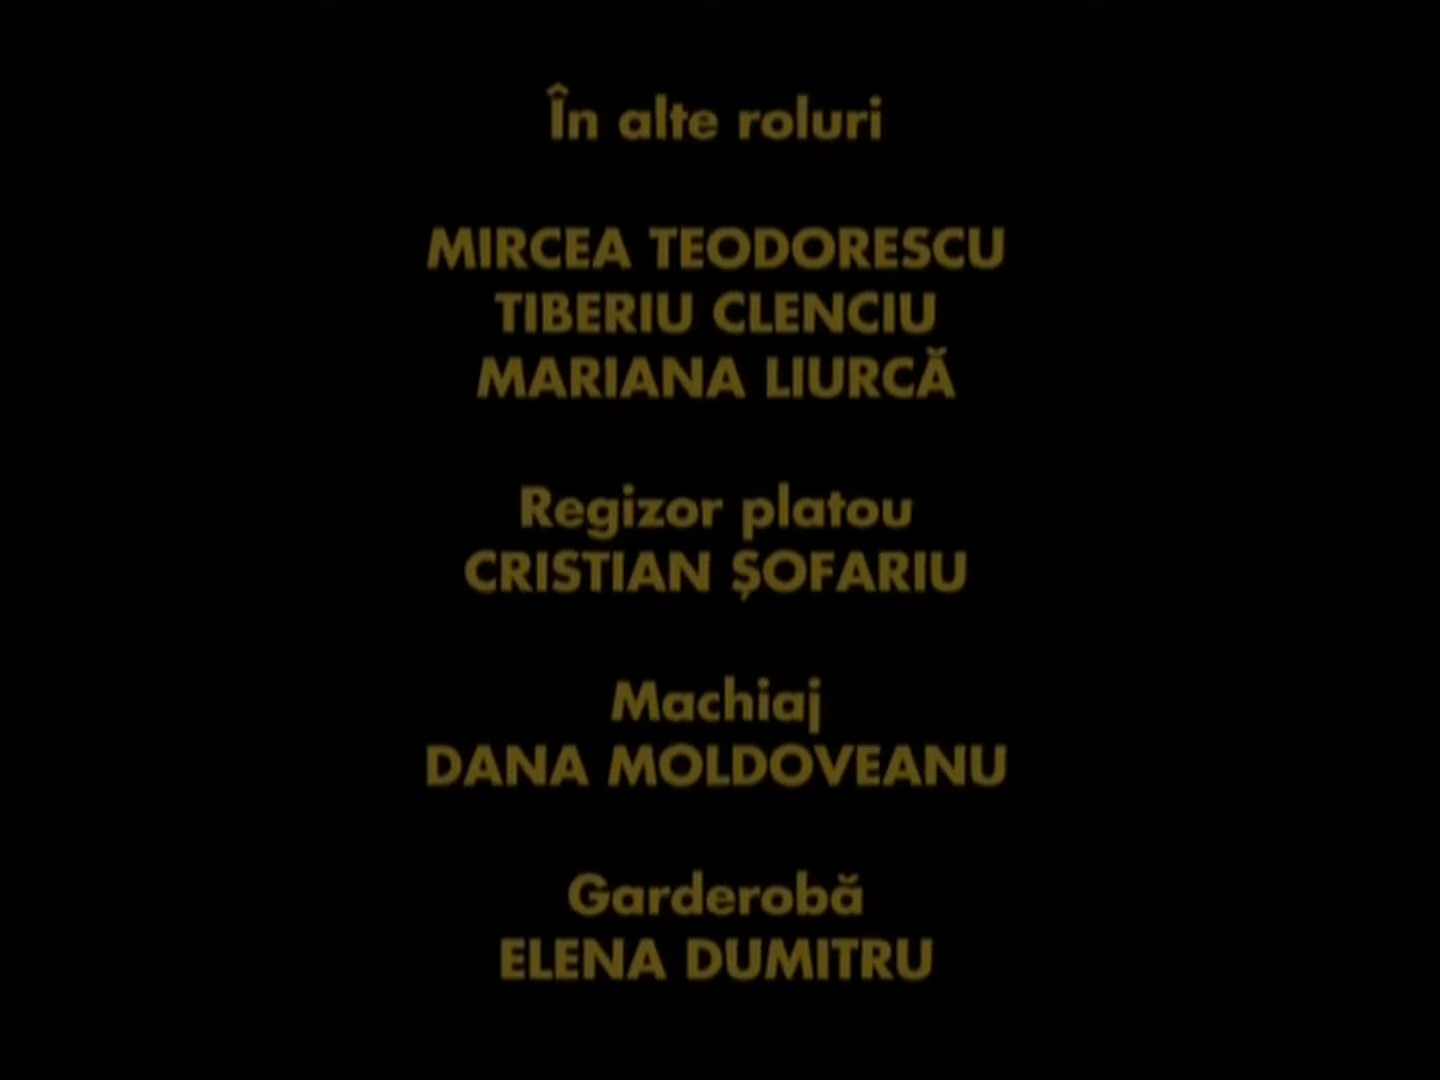 În alte roluri
MIRCEA TEODORESCU
TIBERIU CLENCIU
MARIANA LIURCĂ
Regizor platou
CRISTIAN ȘOFARIU
Machiaj
DANA MOLDOVEANU
Garderobă
ELENA DUMITRU